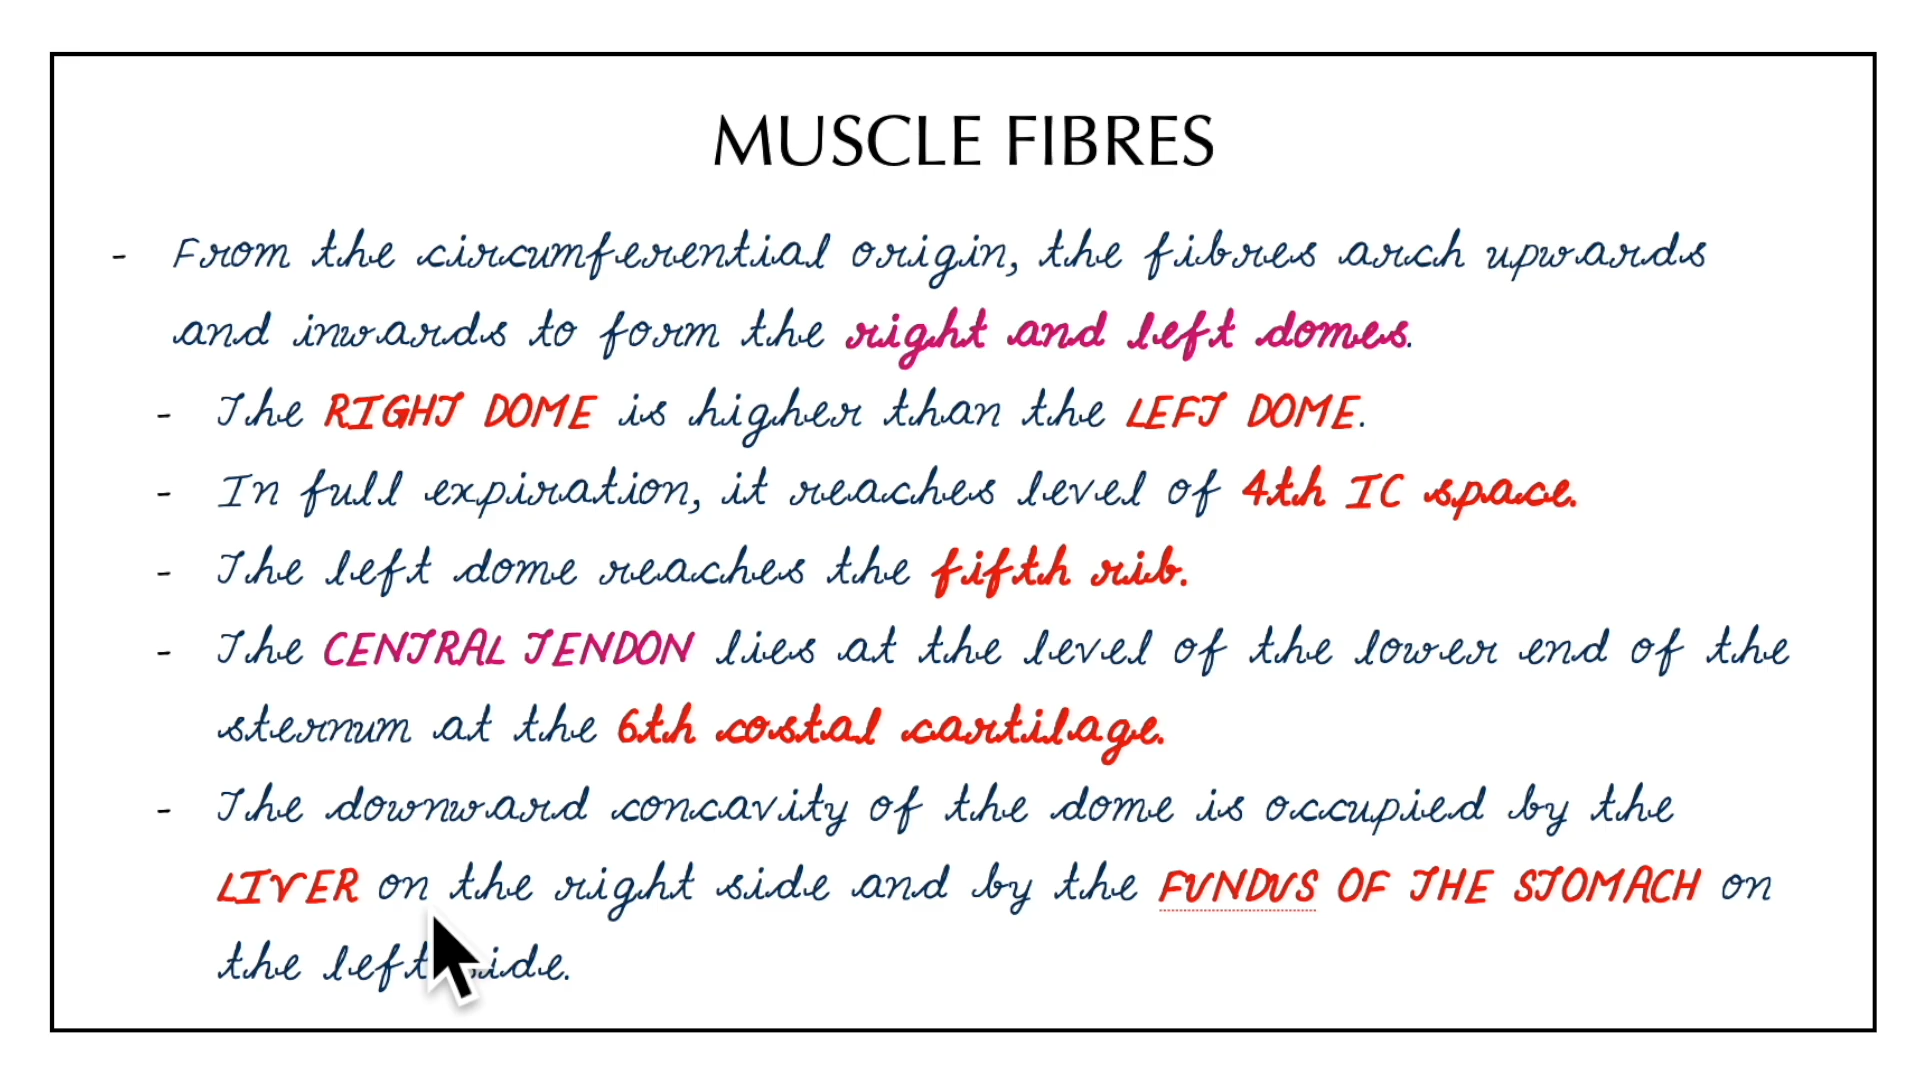 MUSCLE FIBRES
- From the circumferential origin, the fibres arch upwards
and inwards to form the right and left domes.
- The RIGHT DOME is higher than the LEFT DOME.
- In full expiration, it reaches level of 4th IC space.
- The left dome reaches the fifth rib.
- The CENTRAL TENDON lies at the level of the lower end of the
sternum at the 6th costal cartilage.
- The downward concavity of the dome is occupied by the
LIVER on the right side and by the FUNDUS OF THE STOMACH on
the left side.